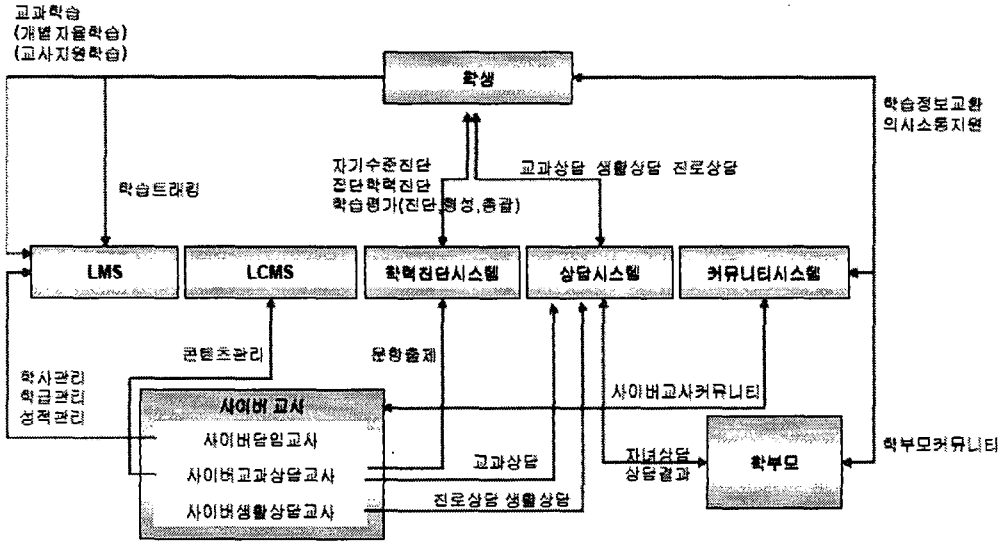 교과학습
(개별자율학습)
(교사지원학습)
학생
학습정보교환
의사소통지원
자기수준진단
집단학력진단
학습평가(진단,형성,총괄)
교과상담 생활상담 진로상담
학습트래킹
LMS
LCMS
학력진단시스템
상담시스템
커뮤니티시스템
콘텐츠관리
문항출제
학사관리
학급관리
성적관리
사이버 교사
사이버교사커뮤니티
사이버담임교사
사이버교과상담교사
사이버생활상담교사
교과상담
진로상담 생활상담
자녀상담
상담결과
학부모
학부모커뮤니티